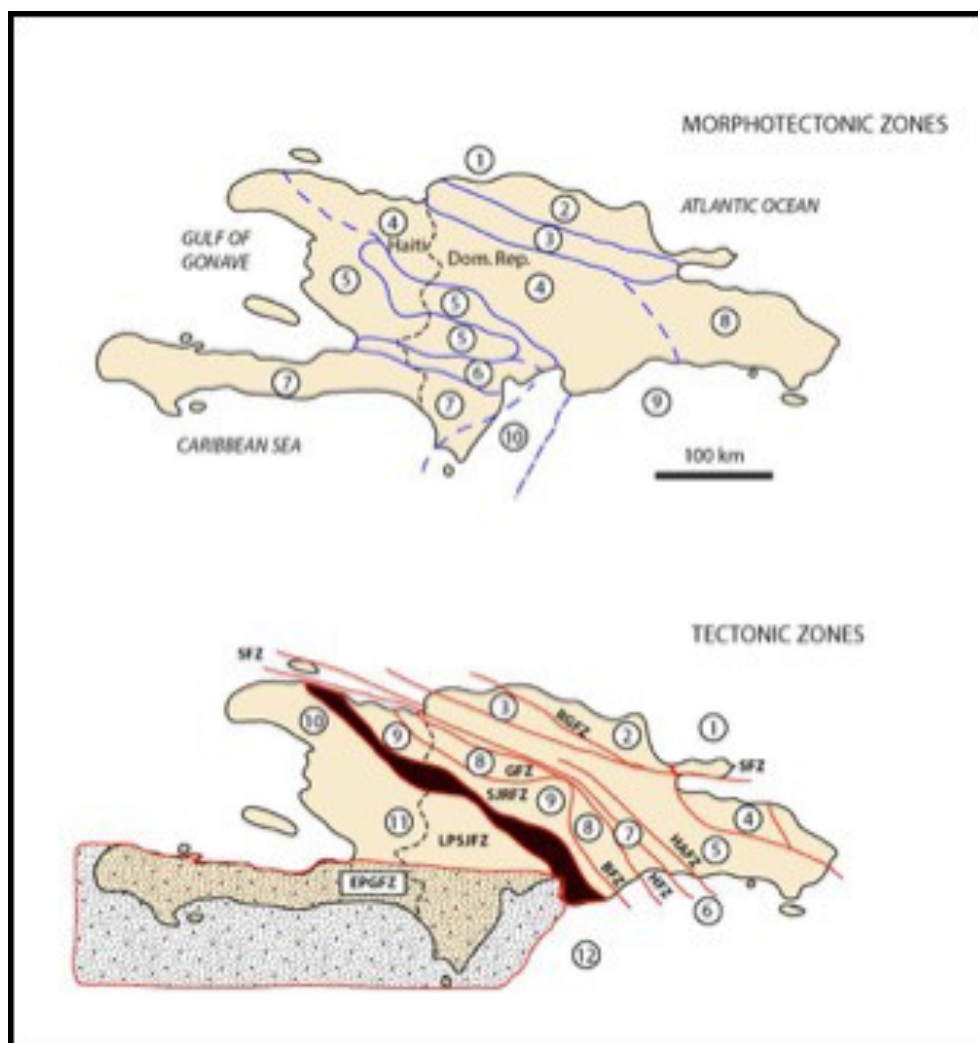 MORPHOTECTONIC ZONES
1
2
ATLANTIC OCEAN
4
3
GULF OF
GONAVE
Haiti
Dom. Rep.
5
4
5
8
5
6
7
7
9
10
CARIBBEAN SEA
100 km
TECTONIC ZONES
SFZ
3
BGFZ
1
10
9
2
8
GFZ
SFZ
SJRFZ
9
4
11
8
7
5
LPSJFZ
HAFZ
EPGFZ
BFZ
HFZ
6
12